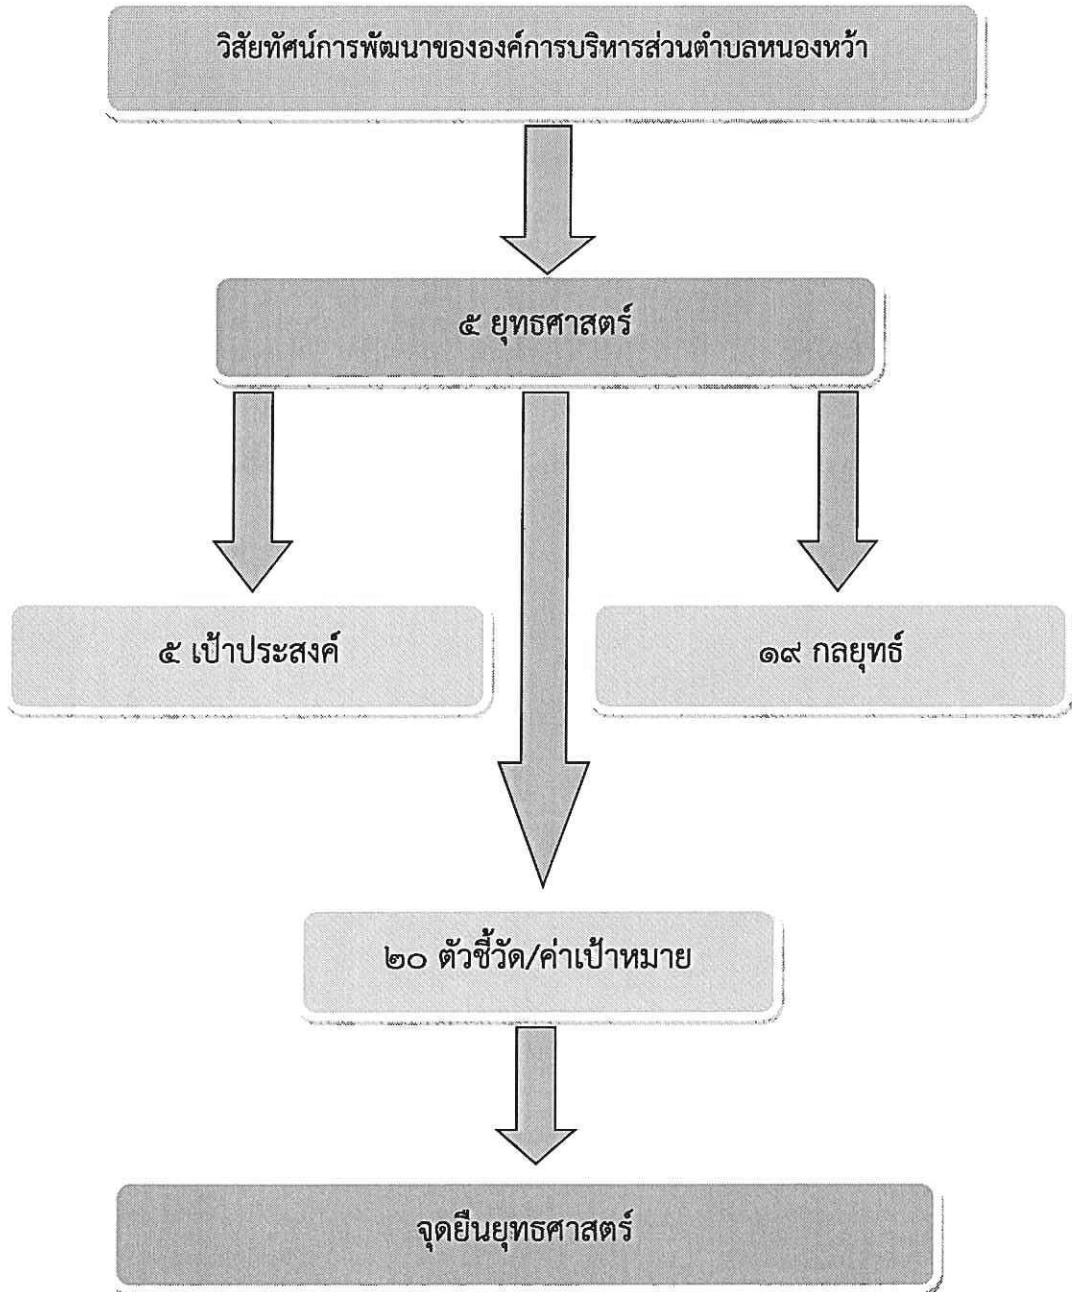 วิสัยทัศน์การพัฒนาขององค์การบริหารส่วนตำบลหนองหว้า
๕ ยุทธศาสตร์
๕ เป้าประสงค์
๑๙ กลยุทธ์
๒๐ ตัวชี้วัด/ค่าเป้าหมาย
จุดยืนยุทธศาสตร์